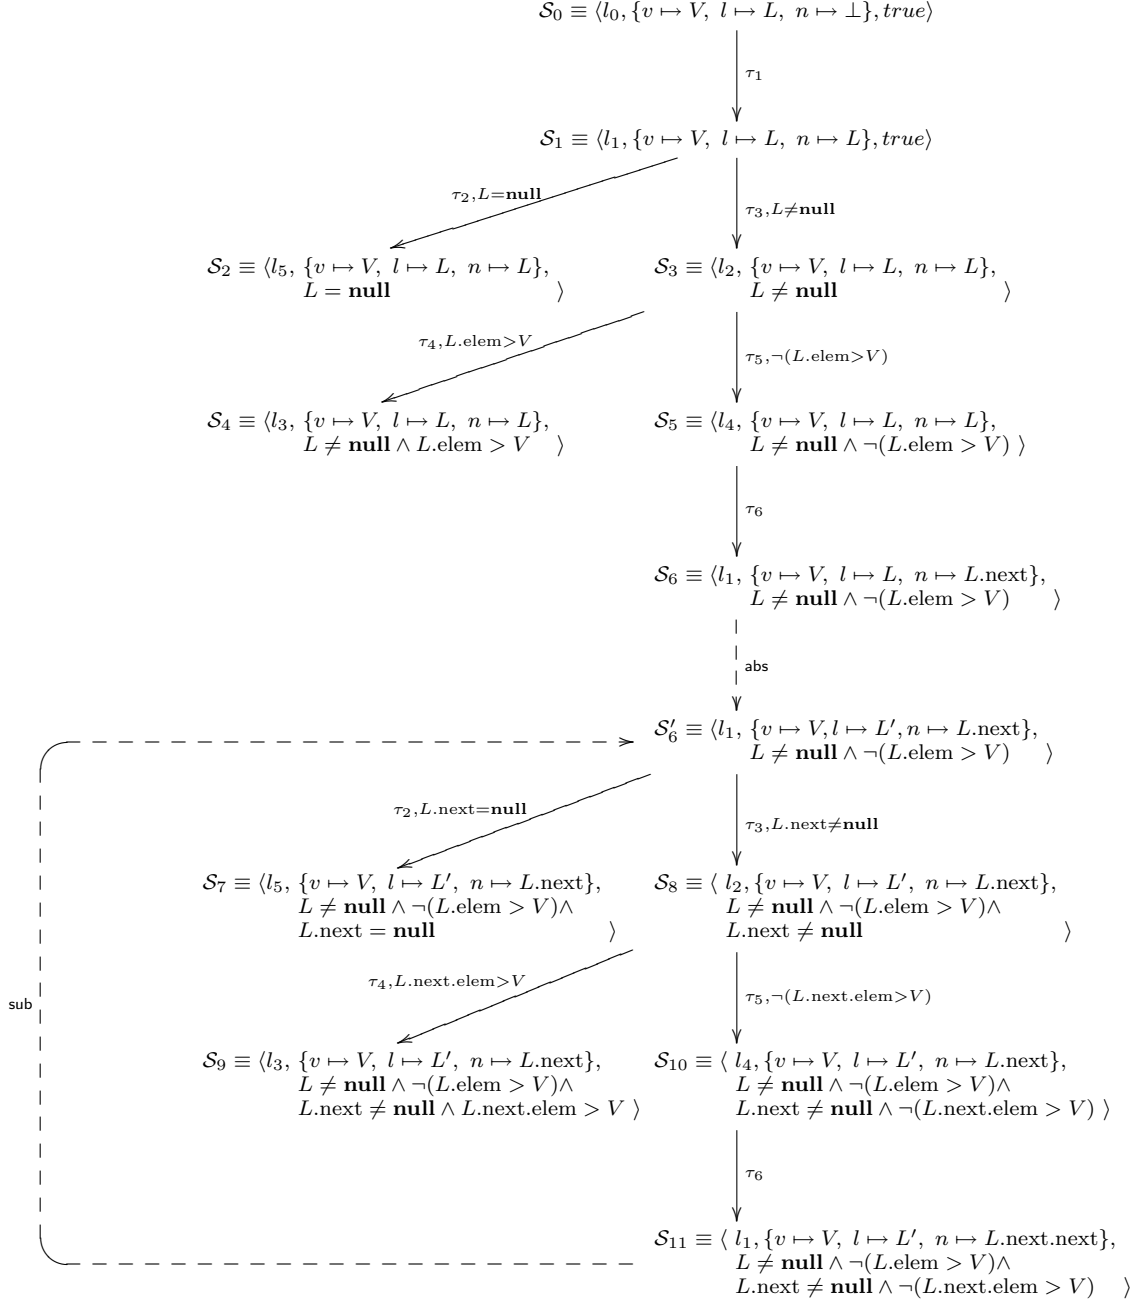 𝒮₀ ≡ ⟨l₀, {v ↦ V, l ↦ L, n ↦ ⊥}, true⟩
τ₁
𝒮₁ ≡ ⟨l₁, {v ↦ V, l ↦ L, n ↦ L}, true⟩
τ₂, L=null
τ₃, L≠null
𝒮₂ ≡ ⟨l₅, {v ↦ V, l ↦ L, n ↦ L},
L = null ⟩
𝒮₃ ≡ ⟨l₂, {v ↦ V, l ↦ L, n ↦ L},
L ≠ null ⟩
τ₄, L.elem>V
τ₅, ¬(L.elem>V)
𝒮₄ ≡ ⟨l₃, {v ↦ V, l ↦ L, n ↦ L},
L ≠ null ∧ L.elem > V ⟩
𝒮₅ ≡ ⟨l₄, {v ↦ V, l ↦ L, n ↦ L},
L ≠ null ∧ ¬(L.elem > V) ⟩
τ₆
𝒮₆ ≡ ⟨l₁, {v ↦ V, l ↦ L, n ↦ L.next},
L ≠ null ∧ ¬(L.elem > V) ⟩
abs
𝒮′₆ ≡ ⟨l₁, {v ↦ V, l ↦ L′, n ↦ L.next},
L ≠ null ∧ ¬(L.elem > V) ⟩
τ₂, L.next=null
τ₃, L.next≠null
𝒮₇ ≡ ⟨l₅, {v ↦ V, l ↦ L′, n ↦ L.next},
L ≠ null ∧ ¬(L.elem > V)∧
L.next = null ⟩
𝒮₈ ≡ ⟨ l₂, {v ↦ V, l ↦ L′, n ↦ L.next},
L ≠ null ∧ ¬(L.elem > V)∧
L.next ≠ null ⟩
τ₄, L.next.elem>V
τ₅, ¬(L.next.elem>V)
sub
𝒮₉ ≡ ⟨l₃, {v ↦ V, l ↦ L′, n ↦ L.next},
L ≠ null ∧ ¬(L.elem > V)∧
L.next ≠ null ∧ L.next.elem > V ⟩
𝒮₁₀ ≡ ⟨ l₄, {v ↦ V, l ↦ L′, n ↦ L.next},
L ≠ null ∧ ¬(L.elem > V)∧
L.next ≠ null ∧ ¬(L.next.elem > V) ⟩
τ₆
𝒮₁₁ ≡ ⟨ l₁, {v ↦ V, l ↦ L′, n ↦ L.next.next},
L ≠ null ∧ ¬(L.elem > V)∧
L.next ≠ null ∧ ¬(L.next.elem > V) ⟩